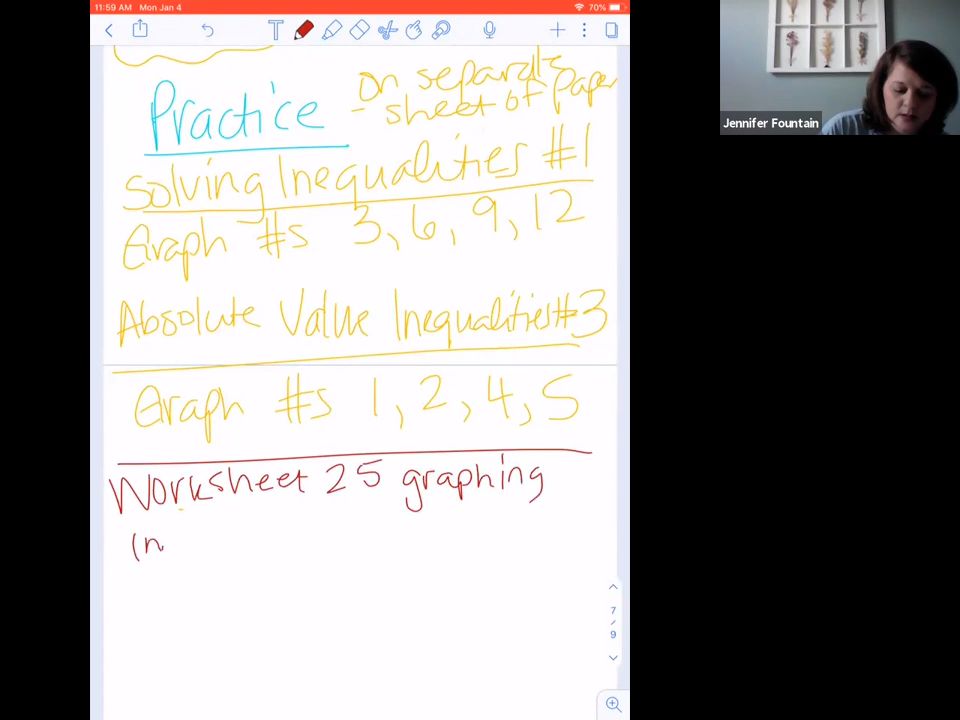 11:59 AM Mon Jan 4
70%
Practice
on separate
- sheet of paper
Solving Inequalities #1
Graph #s 3, 6, 9, 12
Absolute Value Inequalities #3
Graph #s 1, 2, 4, 5
Worksheet 25 graphing
In
7
/
9
Jennifer Fountain